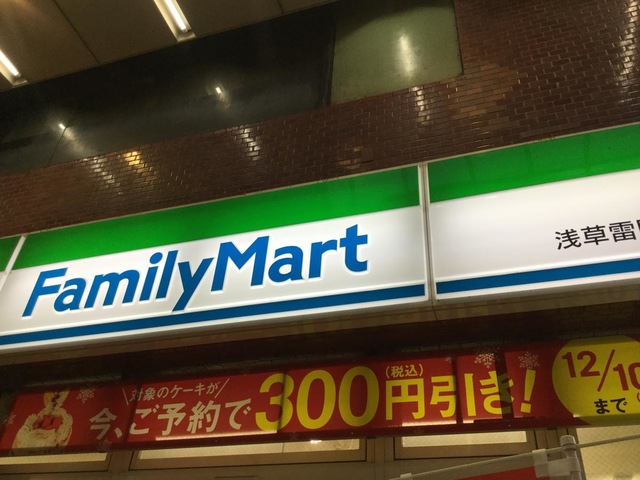 FamilyMart
浅草雷
対象のケーキが
今、ご予約で300円(税込)引き!
12/10
まで